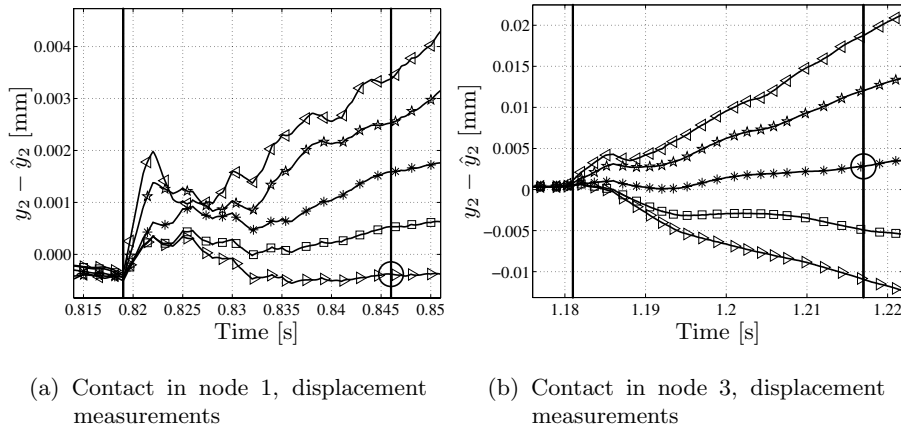 0.004
0.003
0.002
0.001
0.000
y₂ − ŷ₂ [mm]
0.815 0.82 0.825 0.830 0.835 0.84 0.845 0.85
Time [s]
(a) Contact in node 1, displacement
measurements
0.02
0.015
0.01
0.005
0
−0.005
−0.01
y₂ − ŷ₂ [mm]
1.18 1.19 1.2 1.21 1.22
Time [s]
(b) Contact in node 3, displacement
measurements